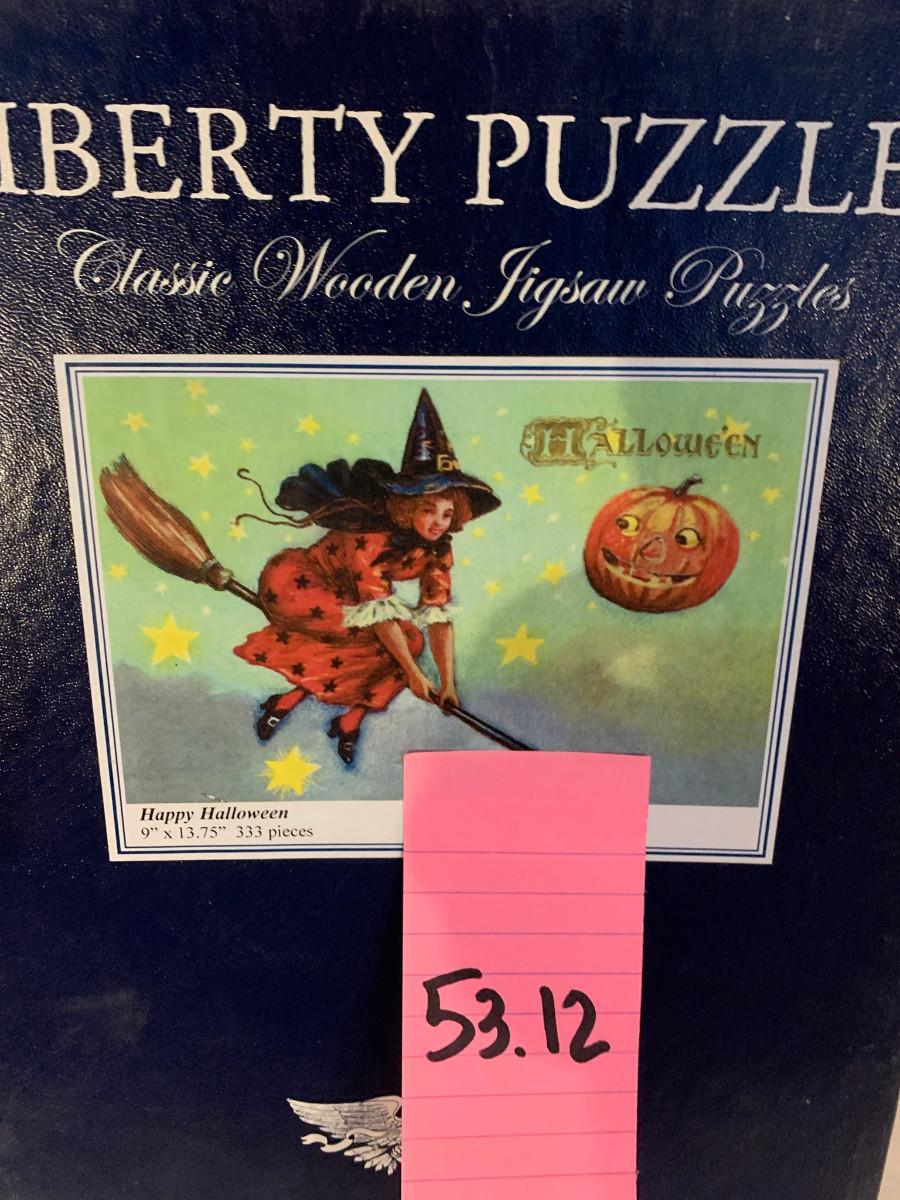 IBERTY PUZZLE
Classic Wooden Jigsaw Puzzles
HALLOWE'EN
Happy Halloween
9” x 13.75” 333 pieces
53.12